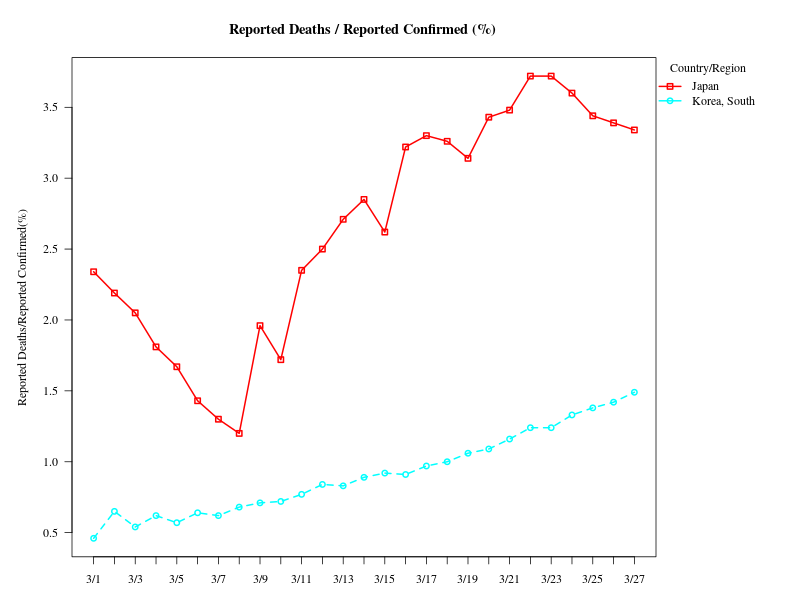 Reported Deaths / Reported Confirmed (%)
Country/Region
Japan
Korea, South
Reported Deaths/Reported Confirmed(%)
3.5
3.0
2.5
2.0
1.5
1.0
0.5
3/1 3/3 3/5 3/7 3/9 3/11 3/13 3/15 3/17 3/19 3/21 3/23 3/25 3/27